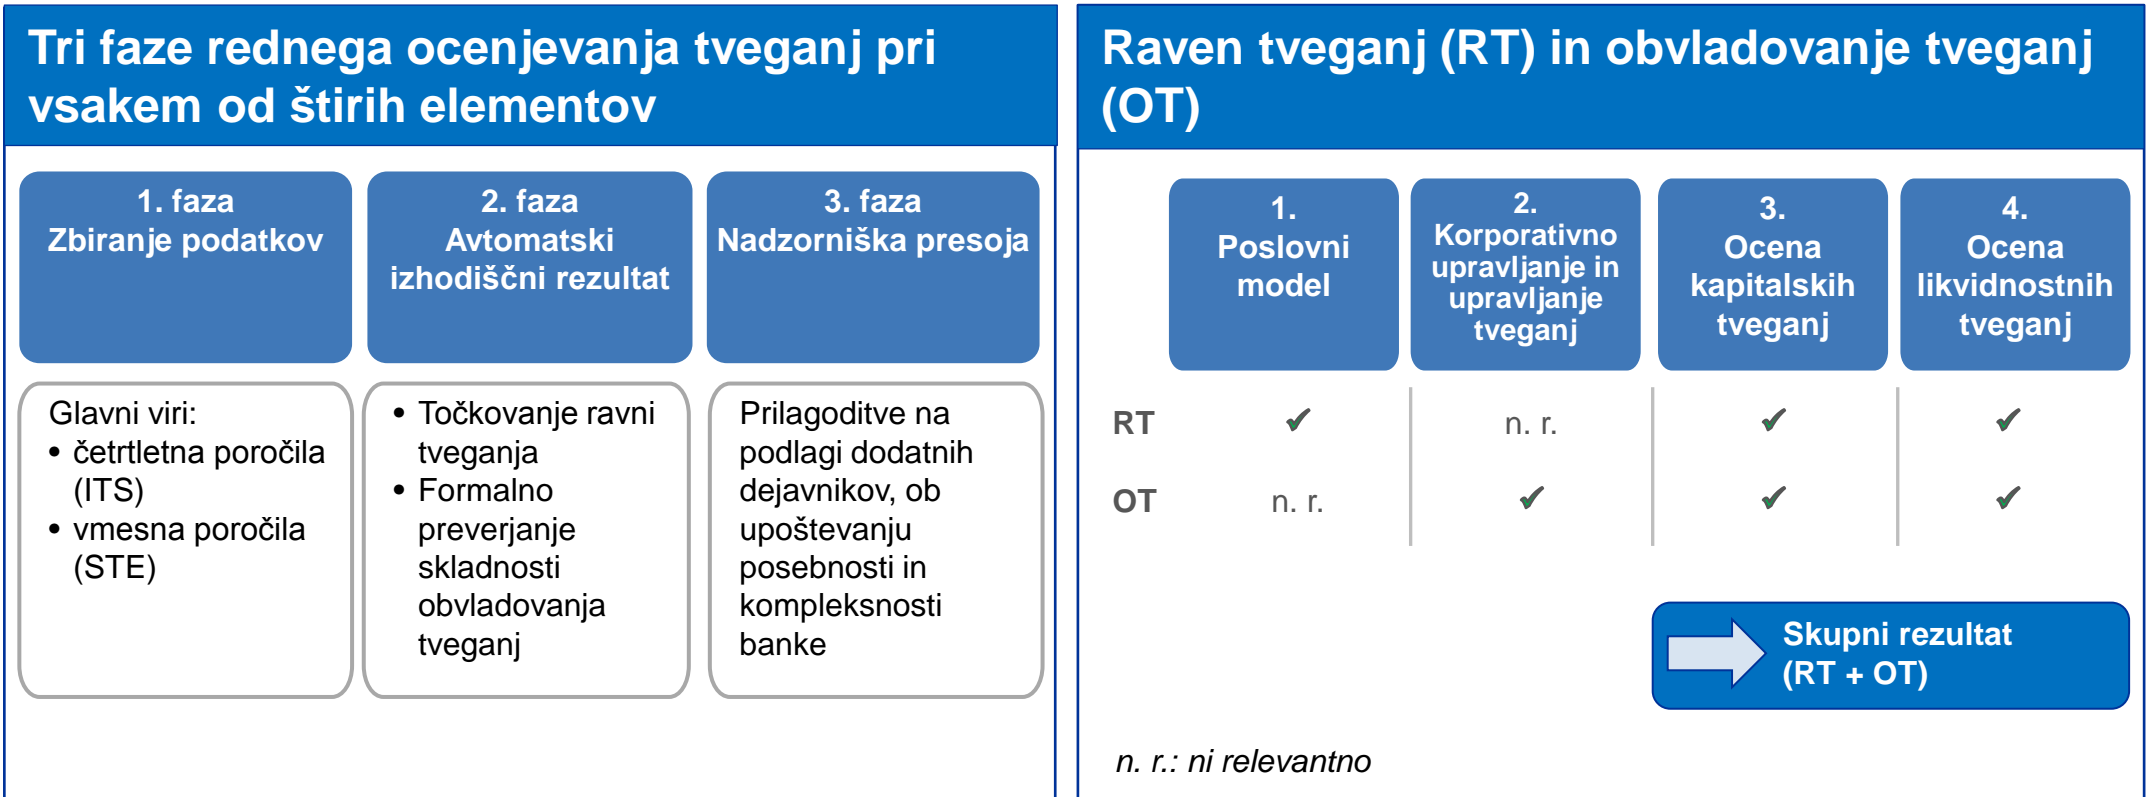 Tri faze rednega ocenjevanja tveganj pri
vsakem od štirih elementov
1. faza
Zbiranje podatkov
2. faza
Avtomatski
izhodiščni rezultat
3. faza
Nadzorniška presoja
Glavni viri:
• četrtletna poročila
(ITS)
• vmesna poročila
(STE)
• Točkovanje ravni
tveganja
• Formalno
preverjanje
skladnosti
obvladovanja
tveganj
Prilagoditve na
podlagi dodatnih
dejavnikov, ob
upoštevanju
posebnosti in
kompleksnosti
banke
Raven tveganj (RT) in obvladovanje tveganj
(OT)
1.
Poslovni
model
2.
Korporativno
upravljanje in
upravljanje
tveganj
3.
Ocena
kapitalskih
tveganj
4.
Ocena
likvidnostnih
tveganj
RT ✔ n. r. ✔ ✔
OT n. r. ✔ ✔ ✔
Skupni rezultat
(RT + OT)
n. r.: ni relevantno